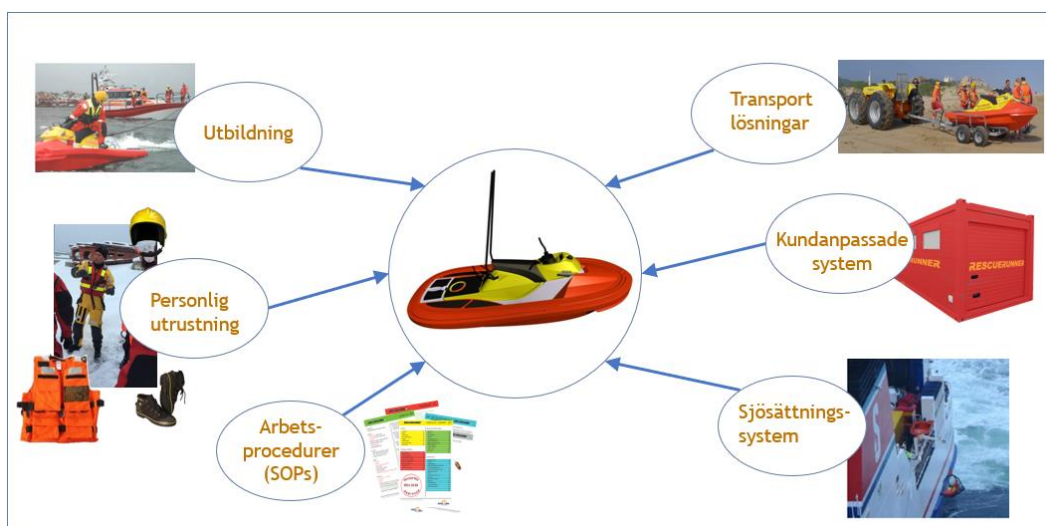 Utbildning
Personlig
utrustning
Arbets-
procedurer
(SOPs)
Transport
lösningar
Kundanpassade
system
RESCUERUNNER
Sjösättnings-
system